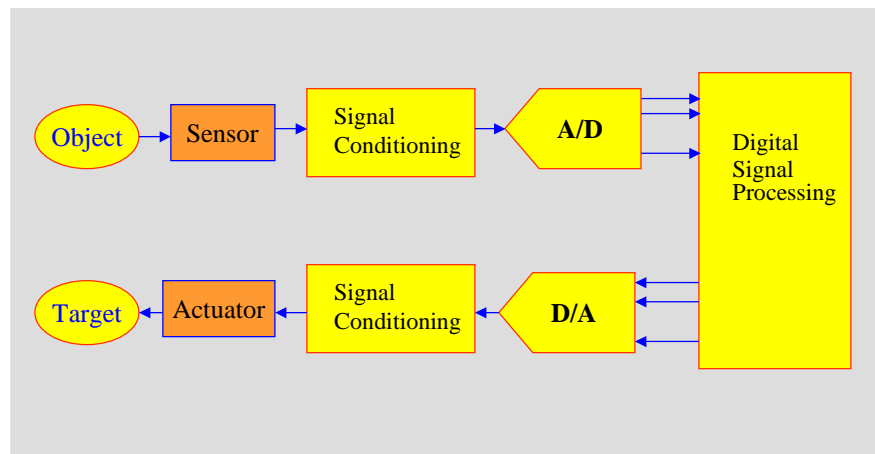 Object
Sensor
Signal
Conditioning
A/D
Digital
Signal
Processing
Target
Actuator
Signal
Conditioning
D/A